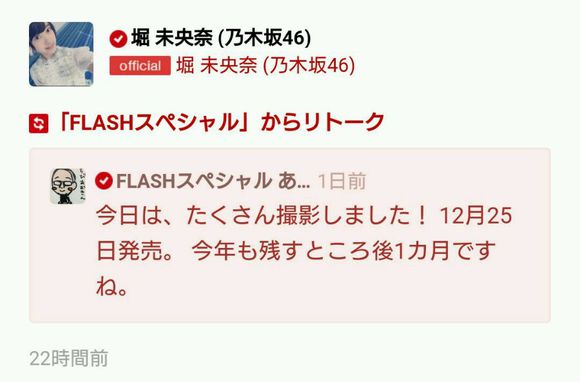 堀 未央奈 (乃木坂46)
official 堀 未央奈 (乃木坂46)
「FLASHスペシャル」からリトーク
FLASHスペシャル あ… 1日前
今日は、たくさん撮影しました！ 12月25
日発売。 今年も残すところ後1カ月です
ね。
22時間前